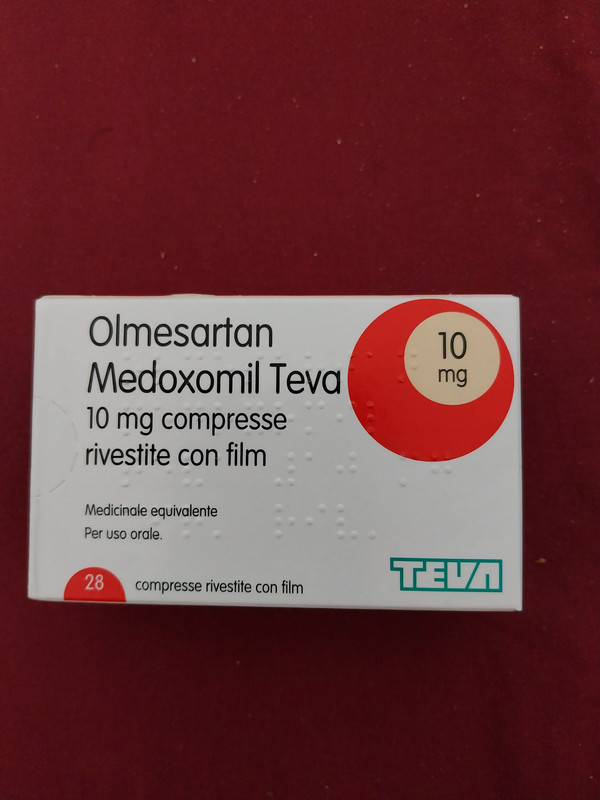 Olmesartan
Medoxomil Teva
10 mg compresse
rivestite con film
10
mg
Medicinale equivalente
Per uso orale.
28 compresse rivestite con film
TEVA